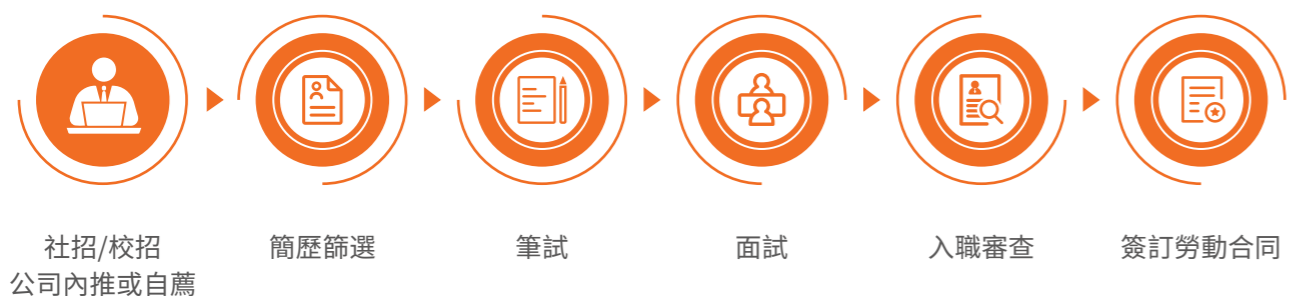 社招/校招
公司內推或自薦
簡歷篩選
筆試
面試
入職審查
簽訂勞動合同